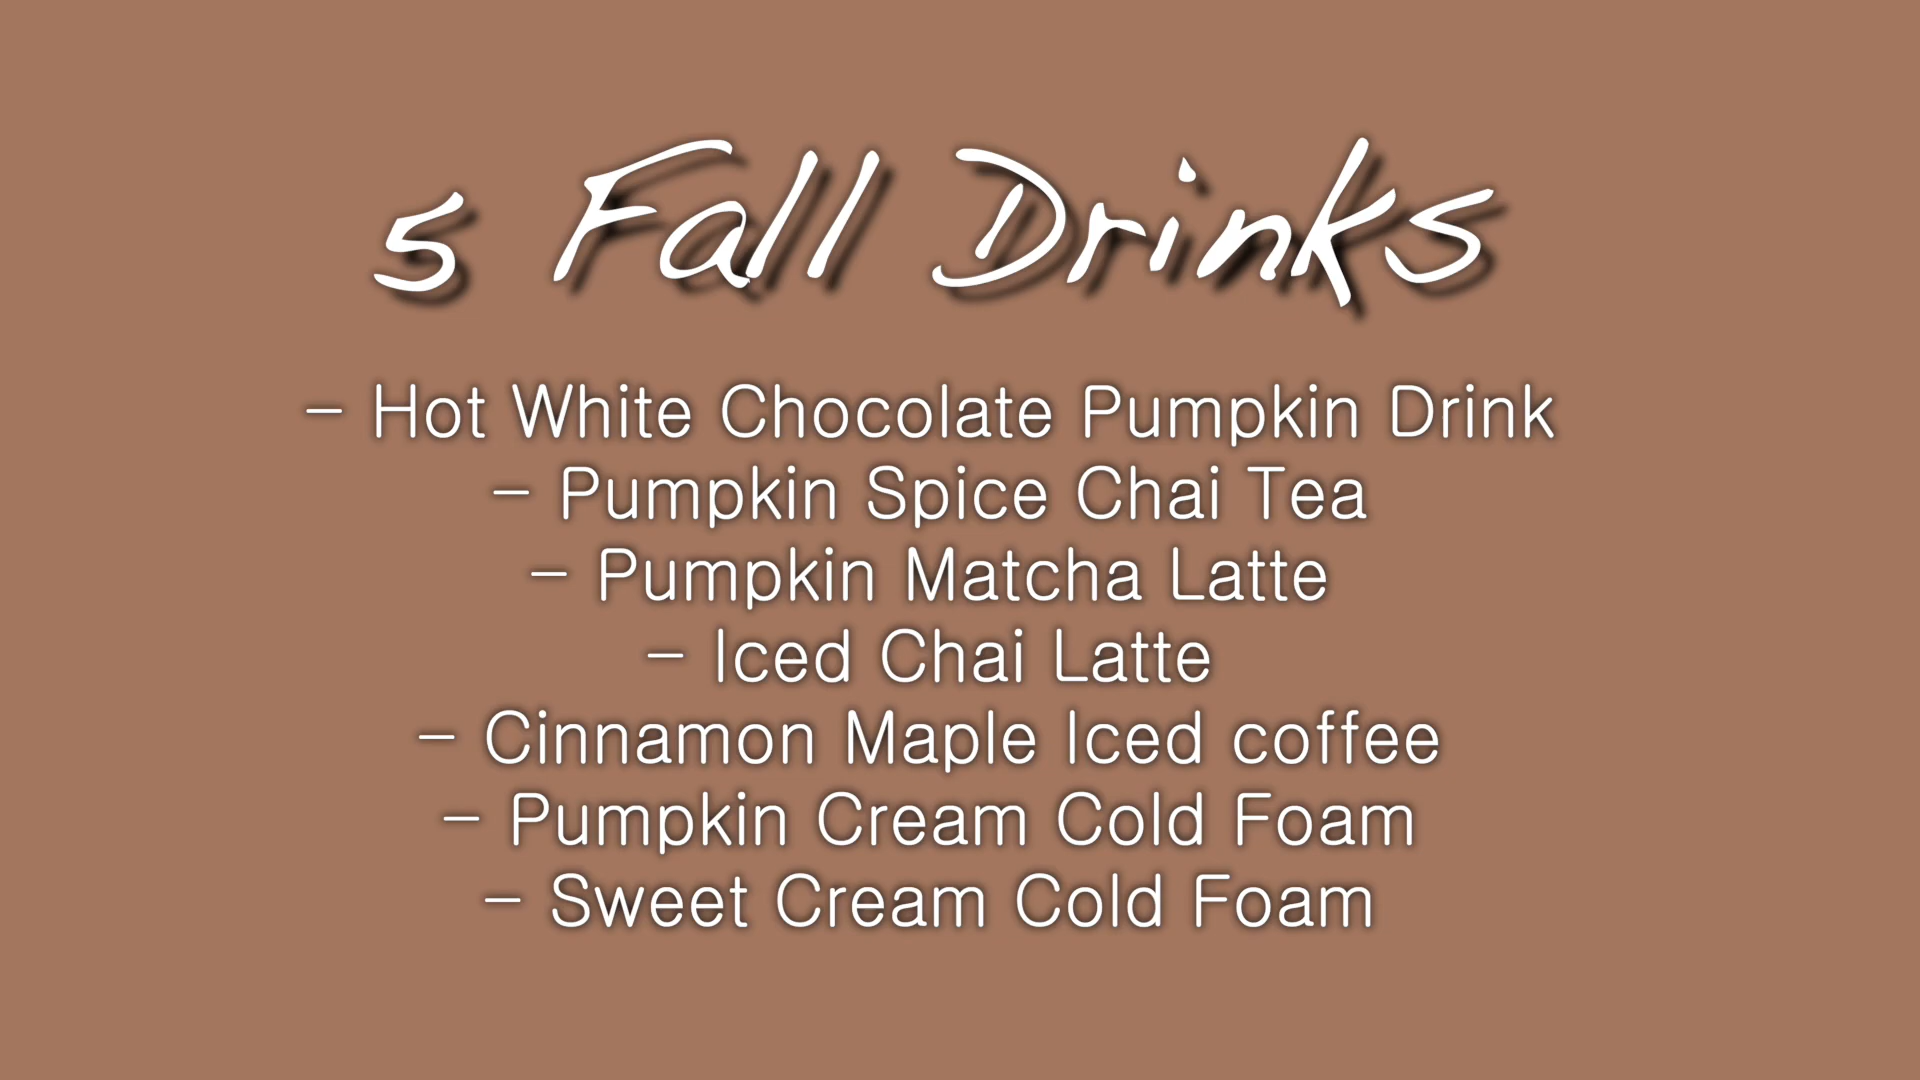 5 Fall Drinks
- Hot White Chocolate Pumpkin Drink
- Pumpkin Spice Chai Tea
- Pumpkin Matcha Latte
- Iced Chai Latte
- Cinnamon Maple Iced coffee
- Pumpkin Cream Cold Foam
- Sweet Cream Cold Foam